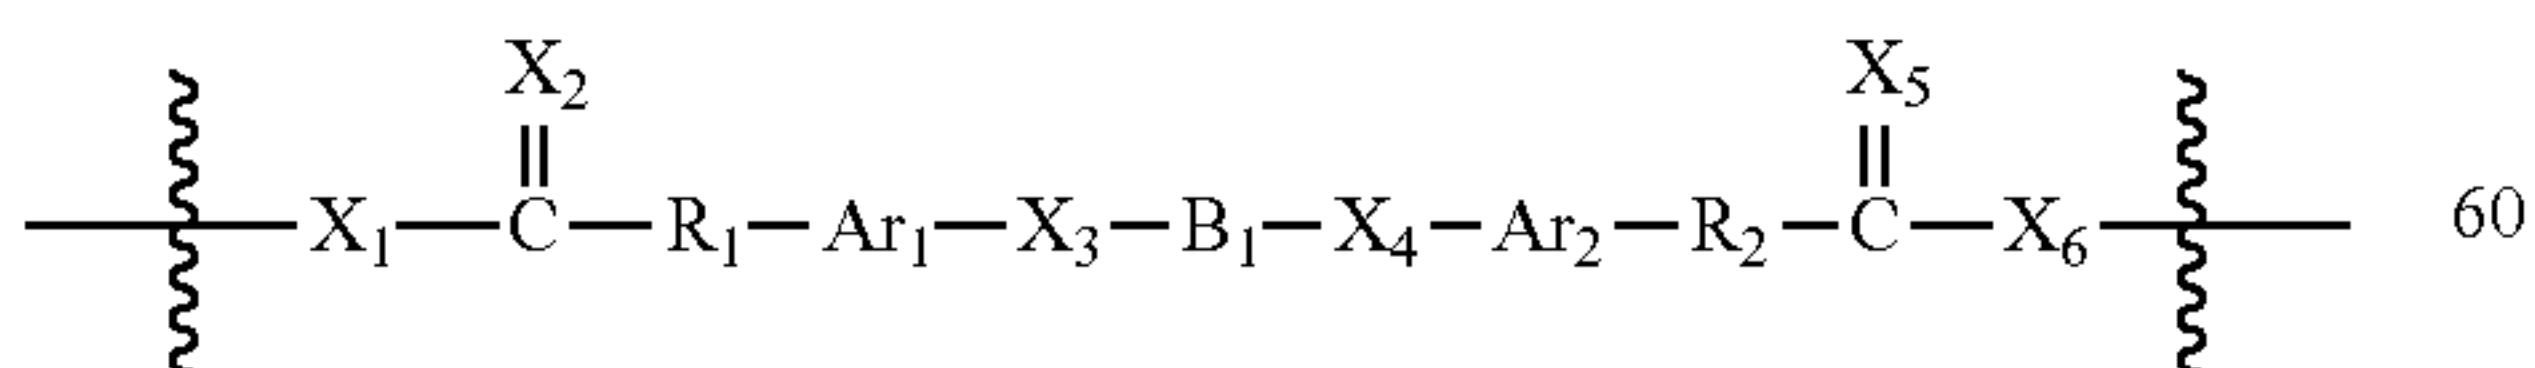 X₂ X₅
X₁—C—R₁—Ar₁—X₃—B₁—X₄—Ar₂—R₂—C—X₆ 60